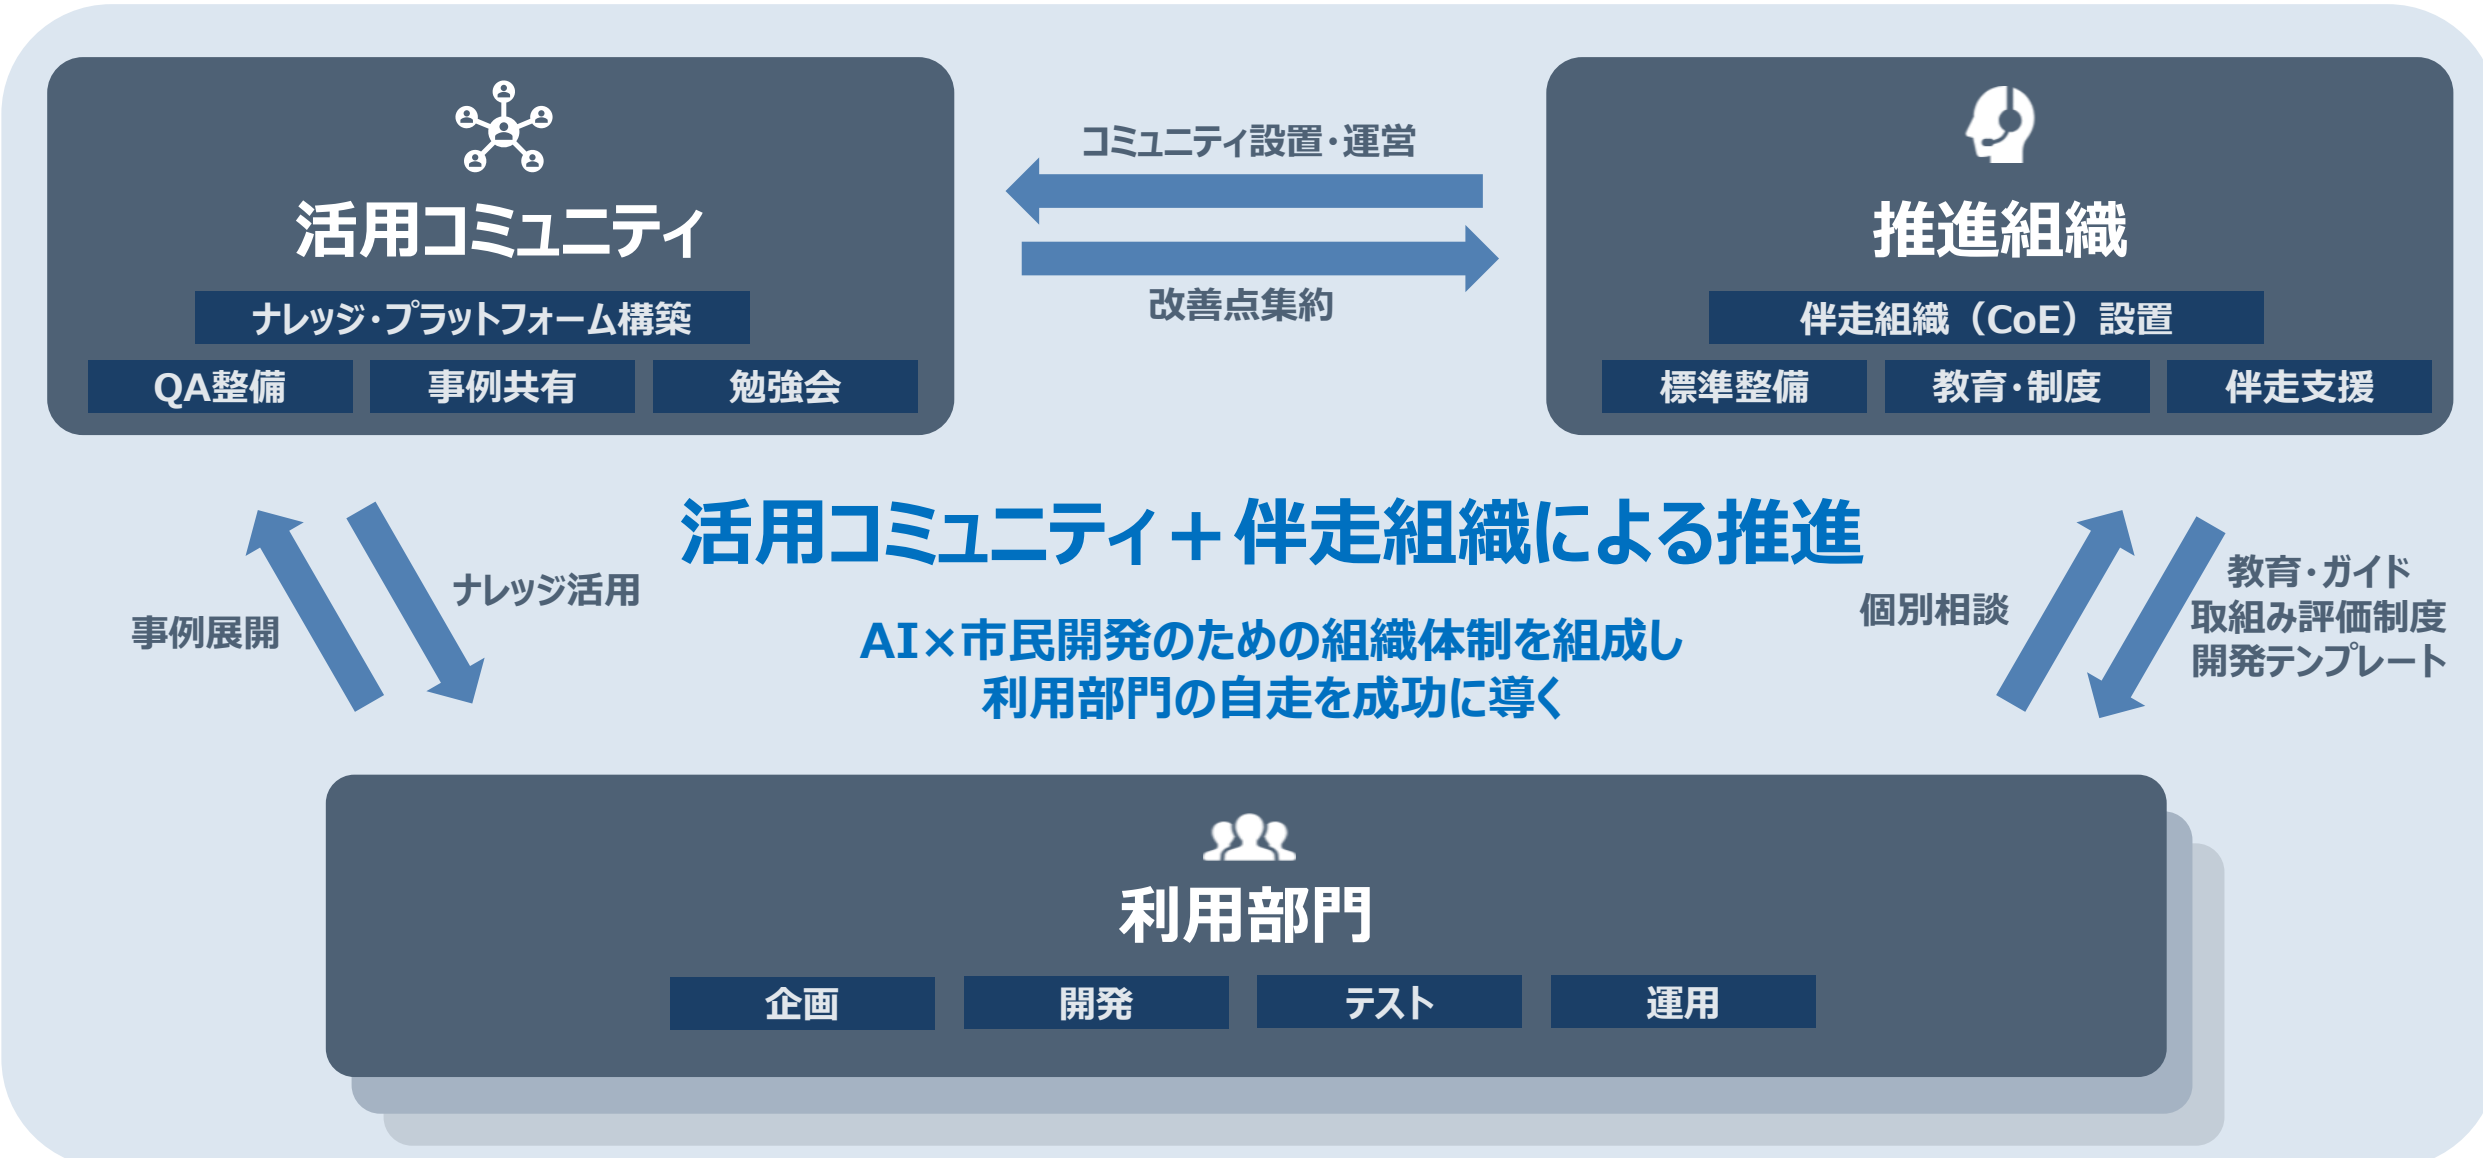 活用コミュニティ
ナレッジ・プラットフォーム構築
QA整備
事例共有
勉強会
コミュニティ設置・運営
改善点集約
推進組織
伴走組織（CoE）設置
標準整備
教育・制度
伴走支援
活用コミュニティ＋伴走組織による推進
AI×市民開発のための組織体制を組成し
利用部門の自走を成功に導く
事例展開
ナレッジ活用
個別相談
教育・ガイド
取組み評価制度
開発テンプレート
利用部門
企画
開発
テスト
運用